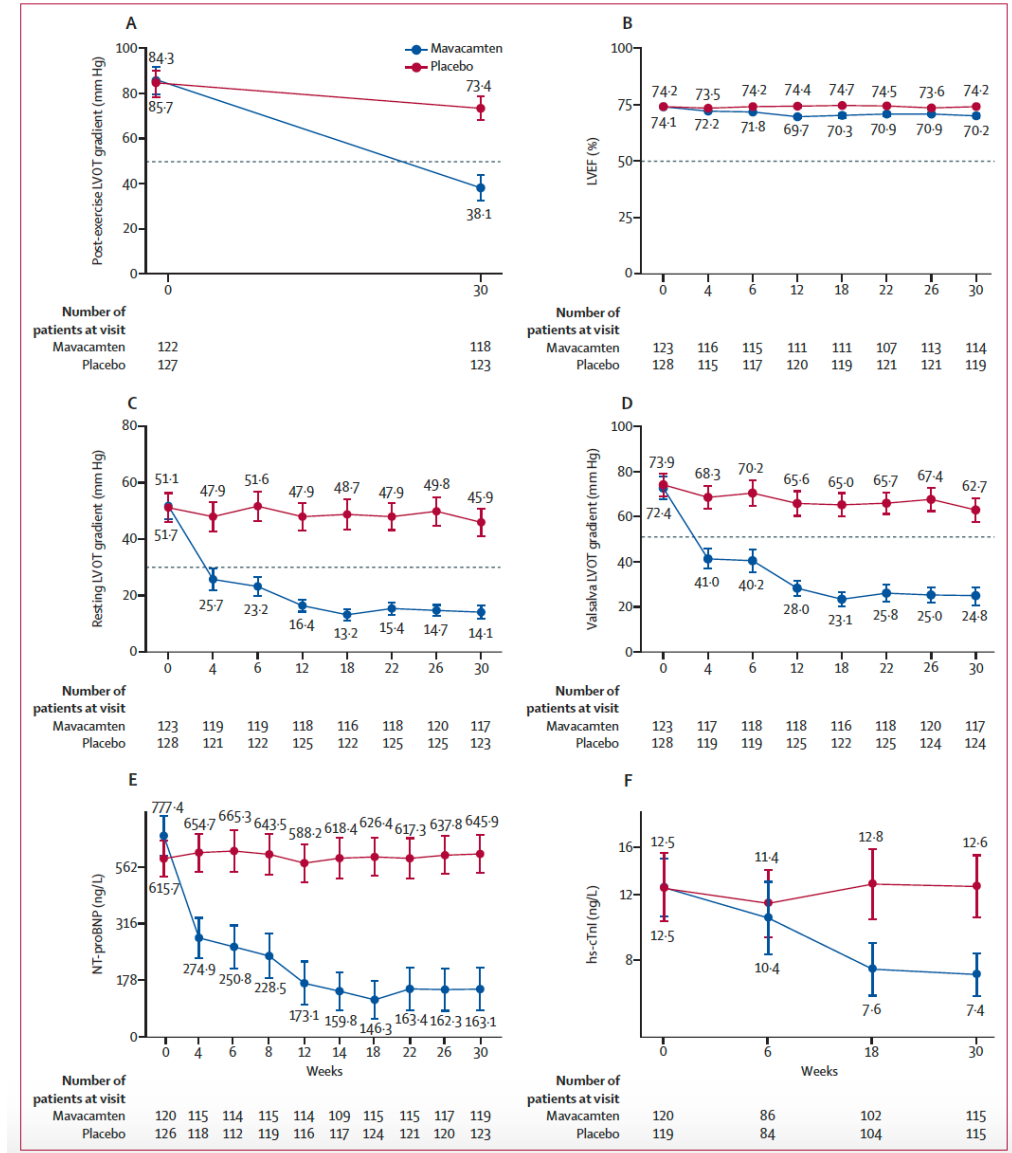 A
Post-exercise LVOT gradient (mm Hg)
100
80
60
40
20
0
84·3
85·7
73·4
38·1
Mavacamten
Placebo
0 30
Number of
patients at visit
Mavacamten 122 118
Placebo 127 123
B
LVEF (%)
100
75
50
25
0
74·2 73·5 74·2 74·4 74·7 74·5 73·6 74·2
74·1 72·2 71·8 69·7 70·3 70·9 70·9 70·2
0 4 6 12 18 22 26 30
Number of
patients at visit
Mavacamten 123 116 115 111 111 107 113 114
Placebo 128 115 117 120 119 121 121 119
C
Resting LVOT gradient (mm Hg)
80
60
40
20
0
51·1 47·9 51·6 47·9 48·7 47·9 49·8 45·9
51·7 25·7 23·2 16·4 13·2 15·4 14·7 14·1
0 4 6 12 18 22 26 30
Number of
patients at visit
Mavacamten 123 119 119 118 116 118 120 117
Placebo 128 121 122 125 122 125 125 123
D
Valsalva LVOT gradient (mm Hg)
100
80
60
40
20
0
73·9 68·3 70·2 65·6 65·0 65·7 67·4 62·7
72·4 41·0 40·2 28·0 23·1 25·8 25·0 24·8
0 4 6 12 18 22 26 30
Number of
patients at visit
Mavacamten 123 117 118 118 116 118 120 117
Placebo 128 119 119 125 122 125 124 124
E
NT-proBNP (ng/L)
562
316
178
0
777·4 654·7 665·3 643·5 588·2 618·4 626·4 617·3 637·8 645·9
615·7 274·9 250·8 228·5 173·1 159·8 146·3 163·4 162·3 163·1
0 4 6 8 12 14 18 22 26 30
Weeks
Number of
patients at visit
Mavacamten 120 115 114 115 114 109 115 115 117 119
Placebo 126 118 112 119 116 117 124 121 120 123
F
hs-cTnI (ng/L)
16
12
8
12·5 11·4 12·8 12·6
12·5 10·4 7·6 7·4
0 6 18 30
Weeks
Number of
patients at visit
Mavacamten 120 86 102 115
Placebo 119 84 104 115